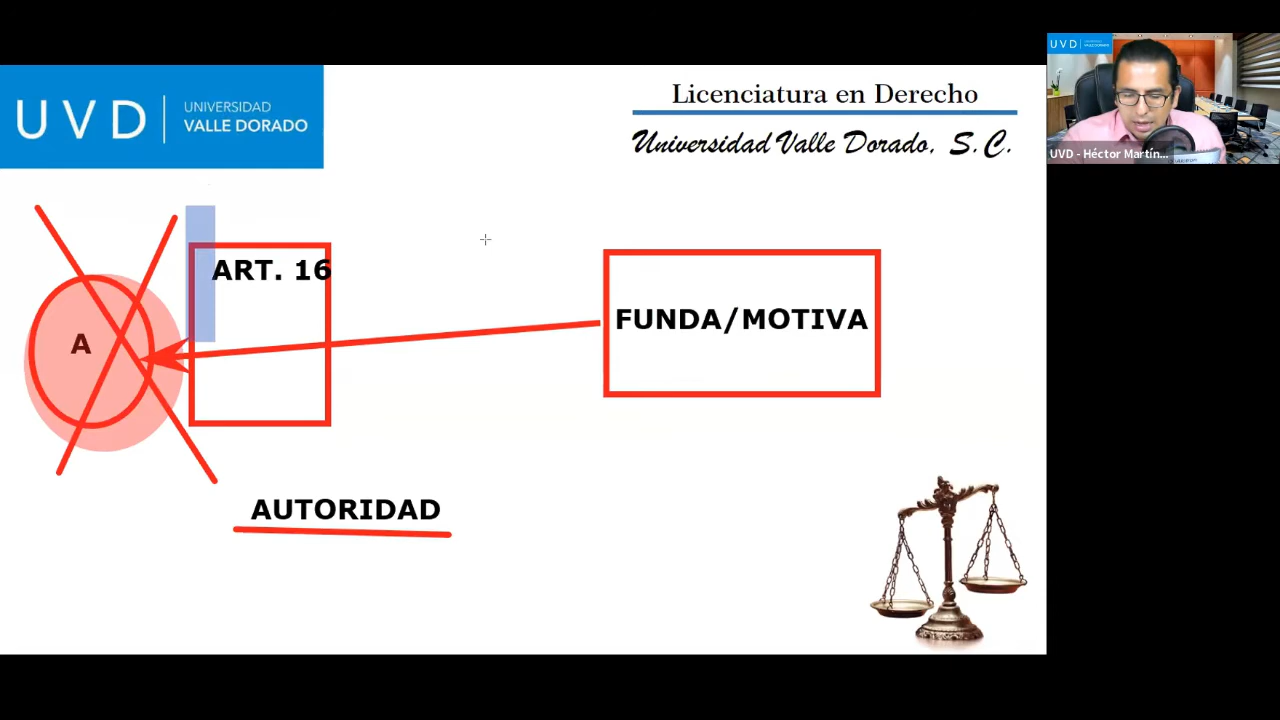 UVD
UNIVERSIDAD
VALLE DORADO
Licenciatura en Derecho
Universidad Valle Dorado, S.C.
UVD
UVD - Héctor Martín...
ART. 16
A
FUNDA/MOTIVA
AUTORIDAD